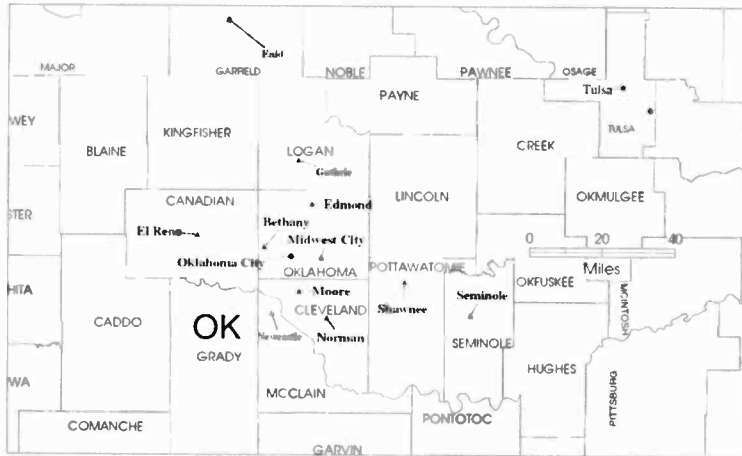 Enid
MAJOR
GARFIELD
NOBLE
PAWNEE
OSAGE
Tulsa
WEY
PAYNE
TULSA
KINGFISHER
BLAINE
LOGAN
CREEK
Guthrie
CANADIAN
LINCOLN
OKMULGEE
STER
Edmond
Bethany
El Reno
Midwest City
0 20 40
Oklahoma City
OKLAHOMA
POTTAWATOMIE
Miles
HITA
Moore
Seminole
OKFUSKEE
MCINTOSH
CADDO
OK
Newcastle
CLEVELAND
Shawnee
Norman
GRADY
SEMINOLE
HUGHES
WA
MCCLAIN
PITTSBURG
COMANCHE
PONTOTOC
GARVIN